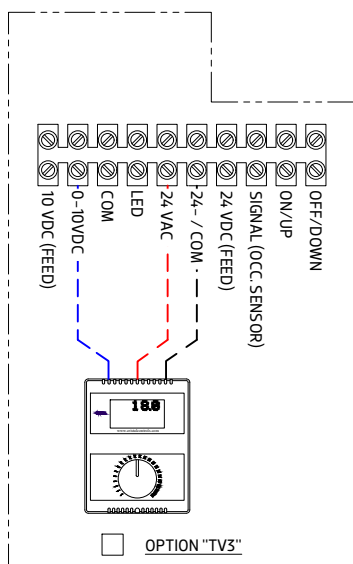 10 VDC (FEED)
0-10VDC
COM
LED
24 VAC
24- / COM
24 VDC (FEED)
SIGNAL (OCC. SENSOR)
ON/UP
OFF/DOWN
18.8
OPTION "TV3"